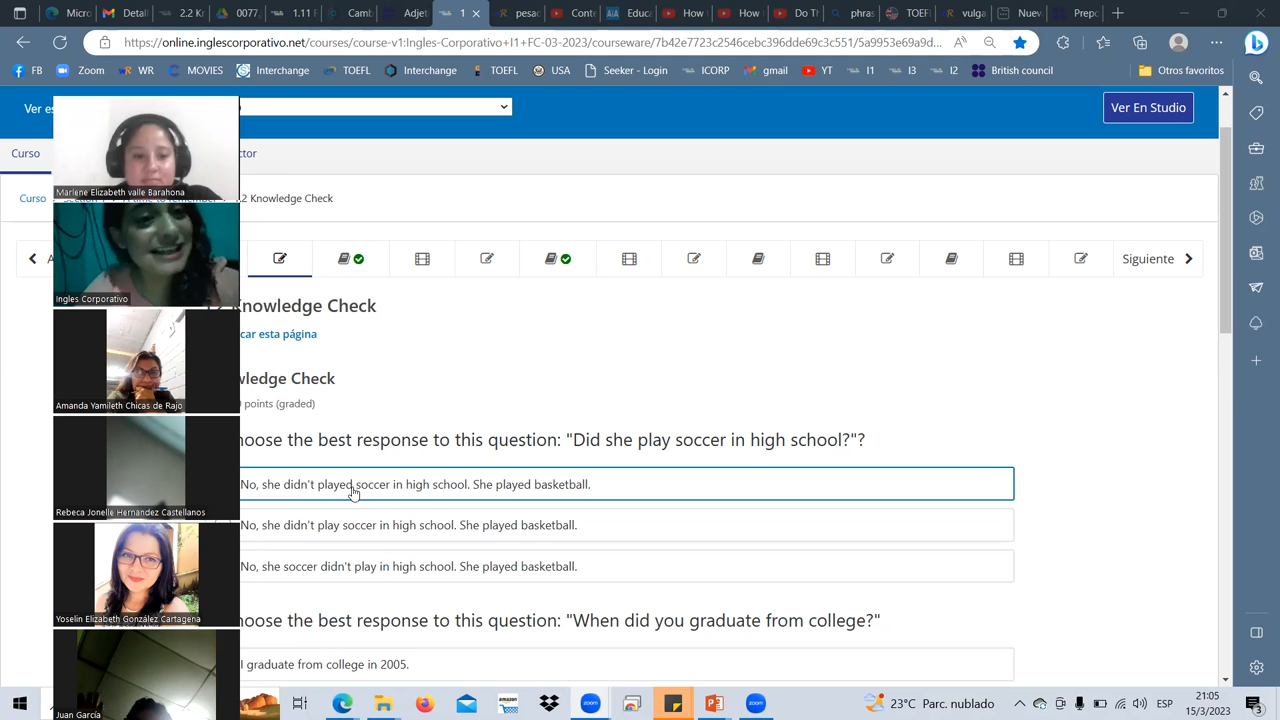 Micro
Detall
2.2 Kr
0077.
1.11 F
Camb
Adjet
1
pesac
Conte
Educ
How
How
Do Tl
phras
TOEF
vulga
Nuev
Prepc
https://online.inglescorporativo.net/courses/course-v1:Ingles-Corporativo+I1+FC-03-2023/courseware/7b42e7723c2546cebc396dde69c3c551/5a9953e69a9d...
FB
Zoom
WR
MOVIES
Interchange
TOEFL
Interchange
TOEFL
USA
Seeker - Login
ICORP
gmail
YT
I1
I3
I2
British council
Otros favoritos
Ver es
Ver En Studio
Curso
ctor
Curso
.2 Knowledge Check
Siguiente
Knowledge Check
car esta página
wledge Check
points (graded)
hoose the best response to this question: "Did she play soccer in high school?"?
No, she didn't played soccer in high school. She played basketball.
No, she didn't play soccer in high school. She played basketball.
No, she soccer didn't play in high school. She played basketball.
hoose the best response to this question: "When did you graduate from college?"
I graduate from college in 2005.
Marlene Elizabeth valle Barahona
Ingles Corporativo
Amanda Yamileth Chicas de Rajo
Rebeca Jonelle Hernandez Castellanos
Yoselin Elizabeth González Cartagena
Juan García
23°C Parc. nublado
ESP
21:05
15/3/2023
3